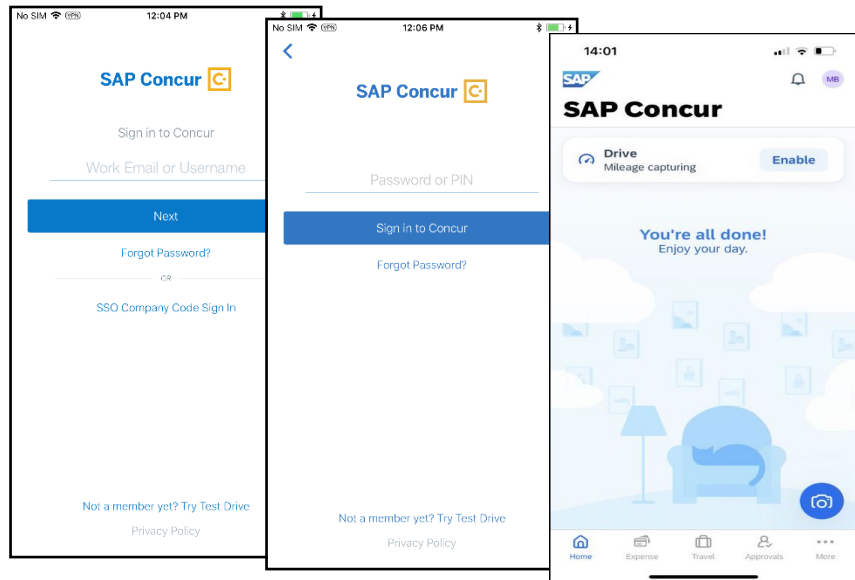 No SIM VPN 12:04 PM
SAP Concur C.
Sign in to Concur
Work Email or Username
Next
Forgot Password?
OR
SSO Company Code Sign In
Not a member yet? Try Test Drive
Privacy Policy
No SIM VPN 12:06 PM
SAP Concur C.
Password or PIN
Sign in to Concur
Forgot Password?
Not a member yet? Try Test Drive
Privacy Policy
14:01
SAP
MB
SAP Concur
Drive
Mileage capturing
Enable
You're all done!
Enjoy your day.
Home Expense Travel Approvals More